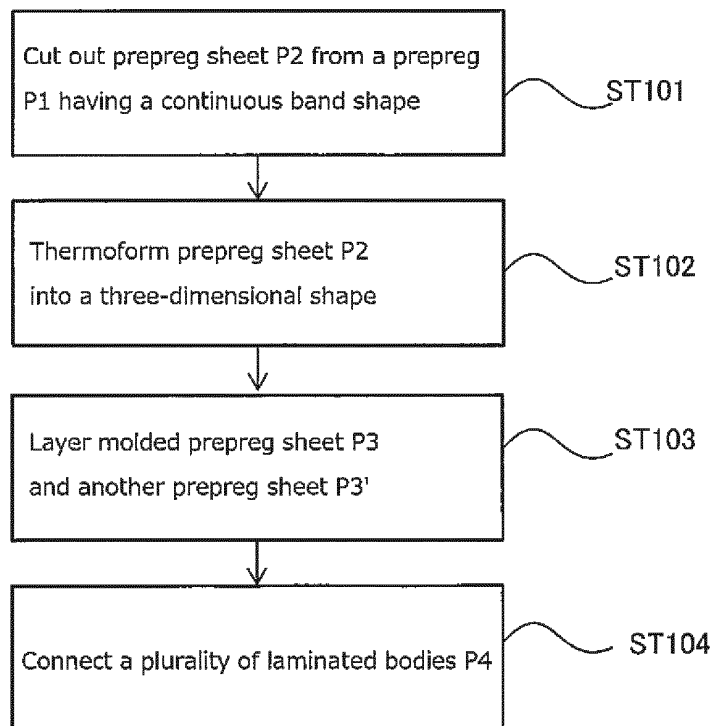 Cut out prepreg sheet P2 from a prepreg
P1 having a continuous band shape
ST101
Thermoform prepreg sheet P2
into a three-dimensional shape
ST102
Layer molded prepreg sheet P3
and another prepreg sheet P3'
ST103
Connect a plurality of laminated bodies P4
ST104